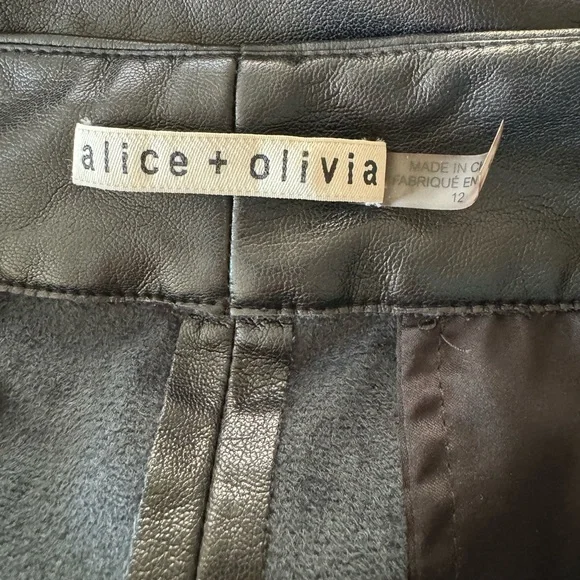 alice + olivia
MADE IN
FABRIQUÉ EN
12